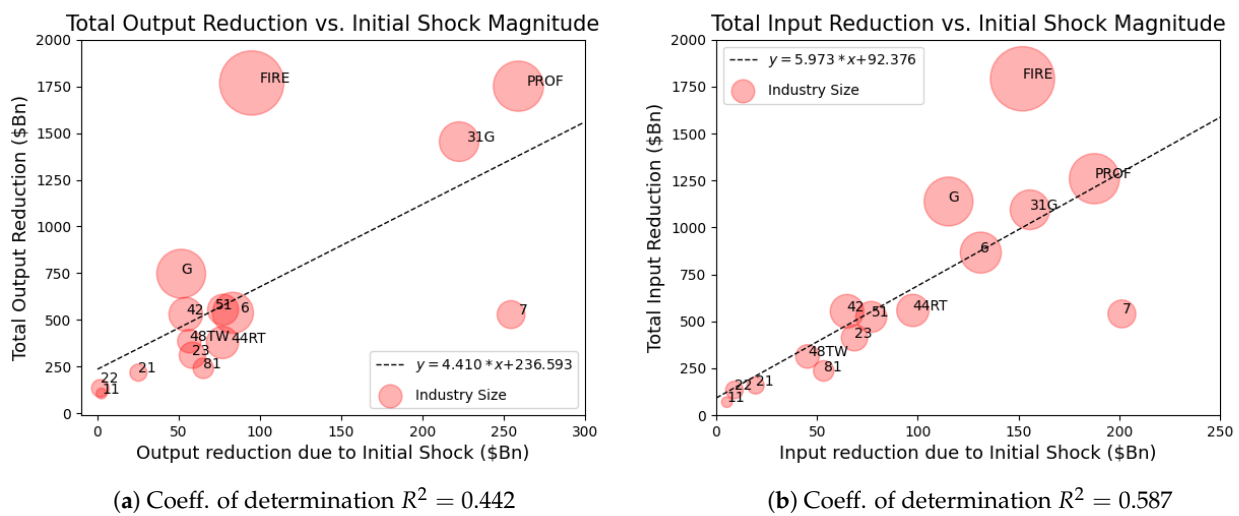 Total Output Reduction vs. Initial Shock Magnitude
Total Output Reduction ($Bn)
2000
1750
1500
1250
1000
750
500
250
0
FIRE
PROF
31G
G
42
51
6
7
48TW
44RT
23
81
21
22
11
y = 4.410 * x+236.593
Industry Size
0
50
100
150
200
250
300
Output reduction due to Initial Shock ($Bn)
(a) Coeff. of determination R² = 0.442
Total Input Reduction vs. Initial Shock Magnitude
Total Input Reduction ($Bn)
2000
1750
1500
1250
1000
750
500
250
0
y = 5.973 * x+92.376
Industry Size
FIRE
PROF
G
31G
6
42
51
44RT
7
23
48TW
81
22
21
11
0
50
100
150
200
250
Input reduction due to Initial Shock ($Bn)
(b) Coeff. of determination R² = 0.587